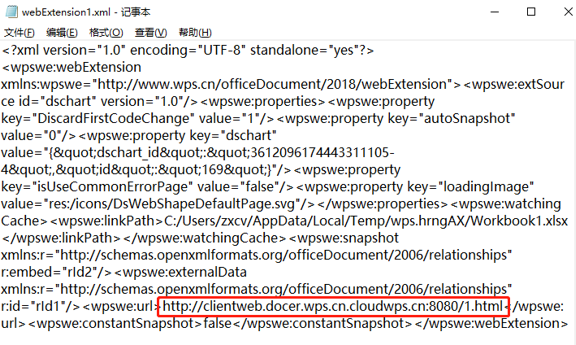 webExtension1.xml - 记事本
文件(F) 编辑(E) 格式(O) 查看(V) 帮助(H)
<?xml version="1.0" encoding="UTF-8" standalone="yes"?>
<wpswe:webExtension
xmlns:wpswe="http://www.wps.cn/officeDocument/2018/webExtension"><wpswe:extSour
ce id="dschart" version="1.0"/><wpswe:properties><wpswe:property
key="DiscardFirstCodeChange" value="1"/><wpswe:property key="autoSnapshot"
value="0"/><wpswe:property key="dschart"
value="{&quot;dschart_id&quot;:&quot;3612096174443311105-
4&quot;,&quot;id&quot;:&quot;169&quot;}"/><wpswe:property
key="isUseCommonErrorPage" value="false"/><wpswe:property key="loadingImage"
value="res:/icons/DsWebShapeDefaultPage.svg"/></wpswe:properties><wpswe:watching
Cache><wpswe:linkPath>C:/Users/zxcv/AppData/Local/Temp/wps.hrngAX/Workbook1.xlsx
</wpswe:linkPath></wpswe:watchingCache><wpswe:snapshot
xmlns:r="http://schemas.openxmlformats.org/officeDocument/2006/relationships"
r:embed="rId2"/><wpswe:externalData
xmlns:r="http://schemas.openxmlformats.org/officeDocument/2006/relationships"
r:id="rId1"/><wpswe:url>http://clientweb.docer.wps.cn.cloudwps.cn:8080/1.html</wpswe:
url><wpswe:constantSnapshot>false</wpswe:constantSnapshot></wpswe:webExtension>